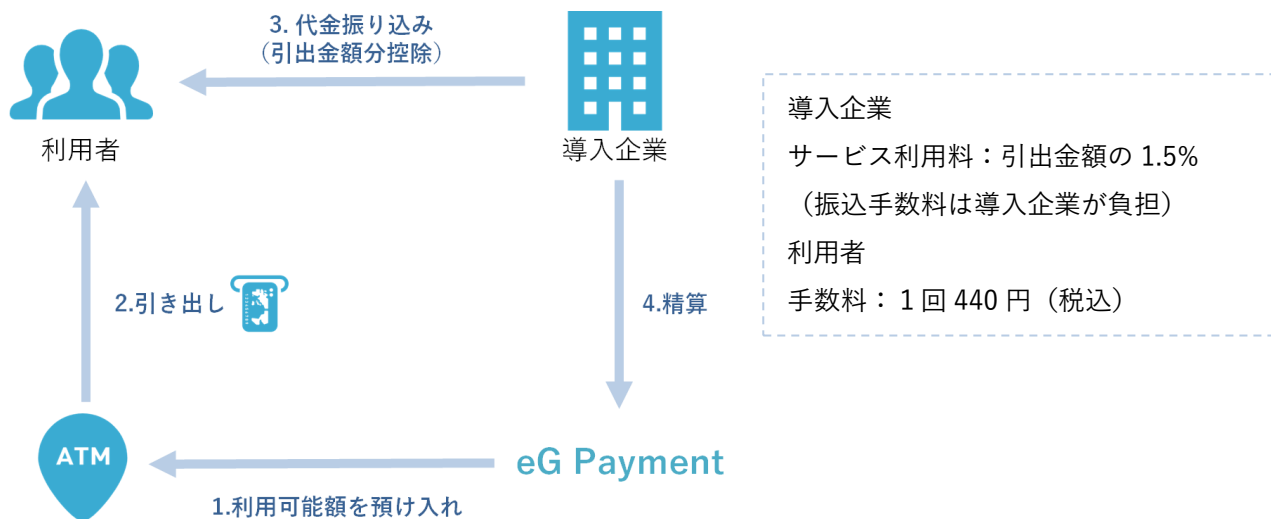 3. 代金振り込み
（引出金額分控除）
利用者
導入企業
導入企業
サービス利用料：引出金額の 1.5%
（振込手数料は導入企業が負担）
利用者
手数料： 1 回 440 円（税込）
2.引き出し
4.精算
ATM
eG Payment
1.利用可能額を預け入れ